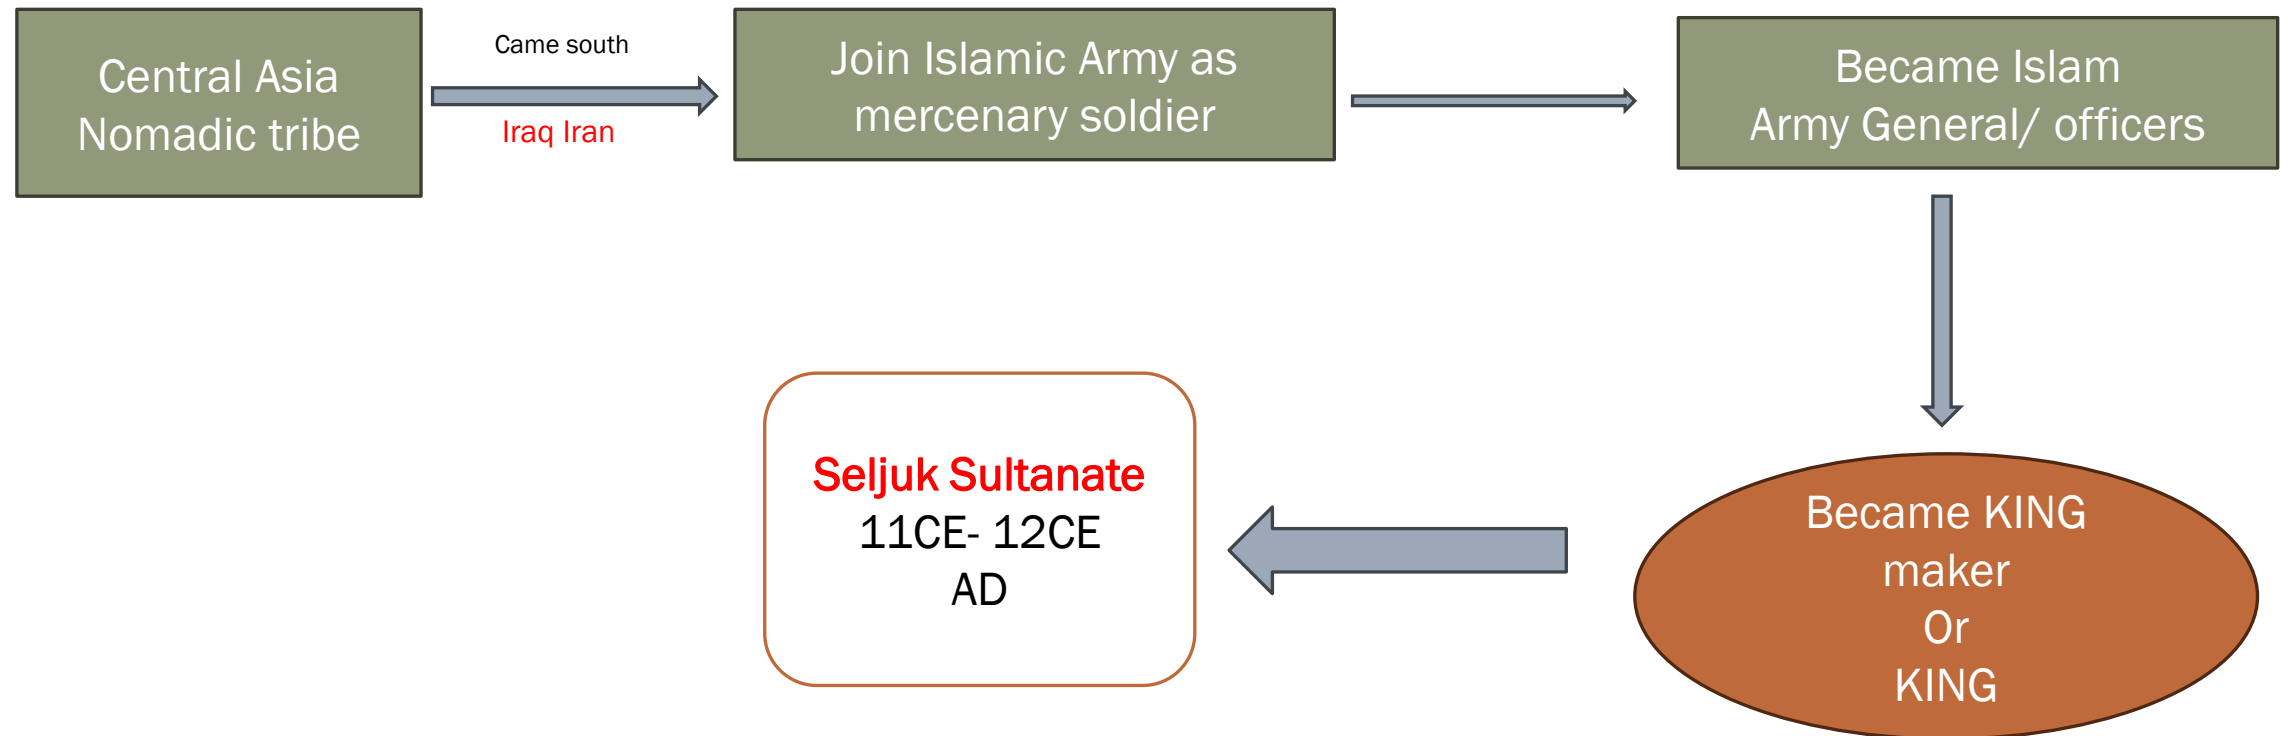 Central Asia
Nomadic tribe
Came south
Iraq Iran
Join Islamic Army as
mercenary soldier
Became Islam
Army General/ officers
Became KING
maker
Or
KING
Seljuk Sultanate
11CE- 12CE
AD